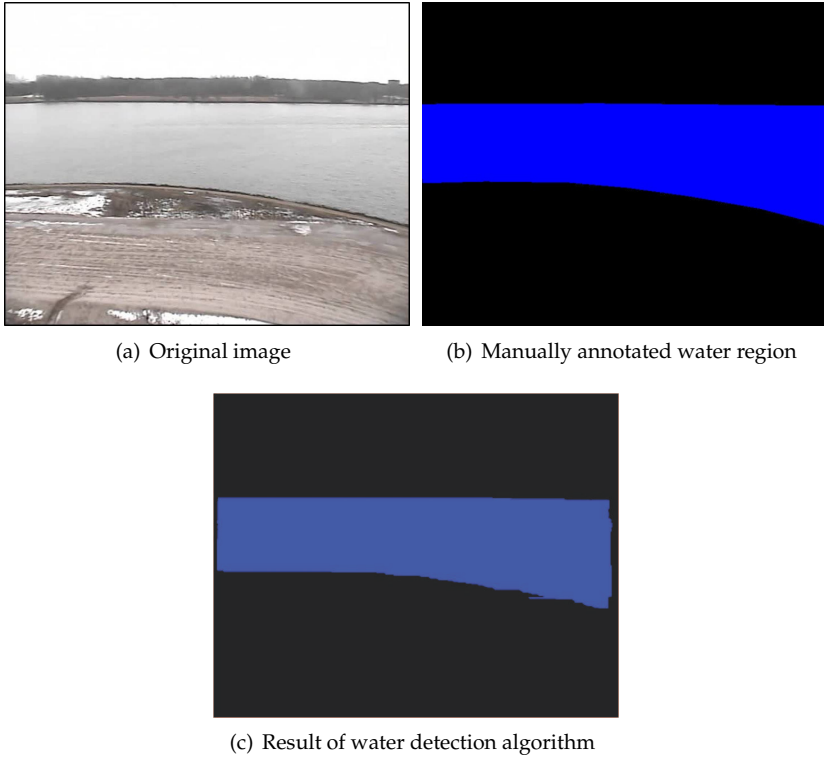 (a) Original image
(b) Manually annotated water region
(c) Result of water detection algorithm